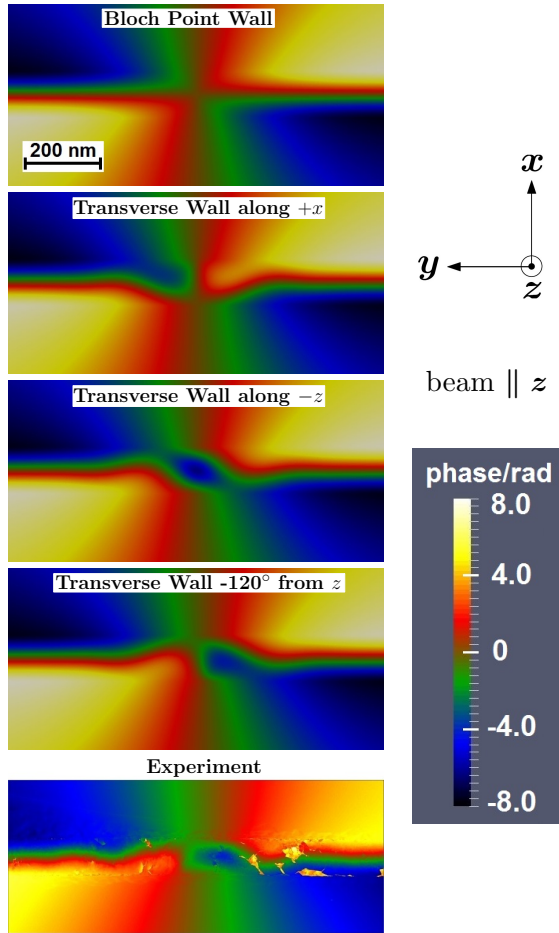 Bloch Point Wall
200 nm
Transverse Wall along +x
Transverse Wall along −z
Transverse Wall -120° from z
Experiment
x
y
z
beam ∥ z
phase/rad
8.0
4.0
0
-4.0
-8.0